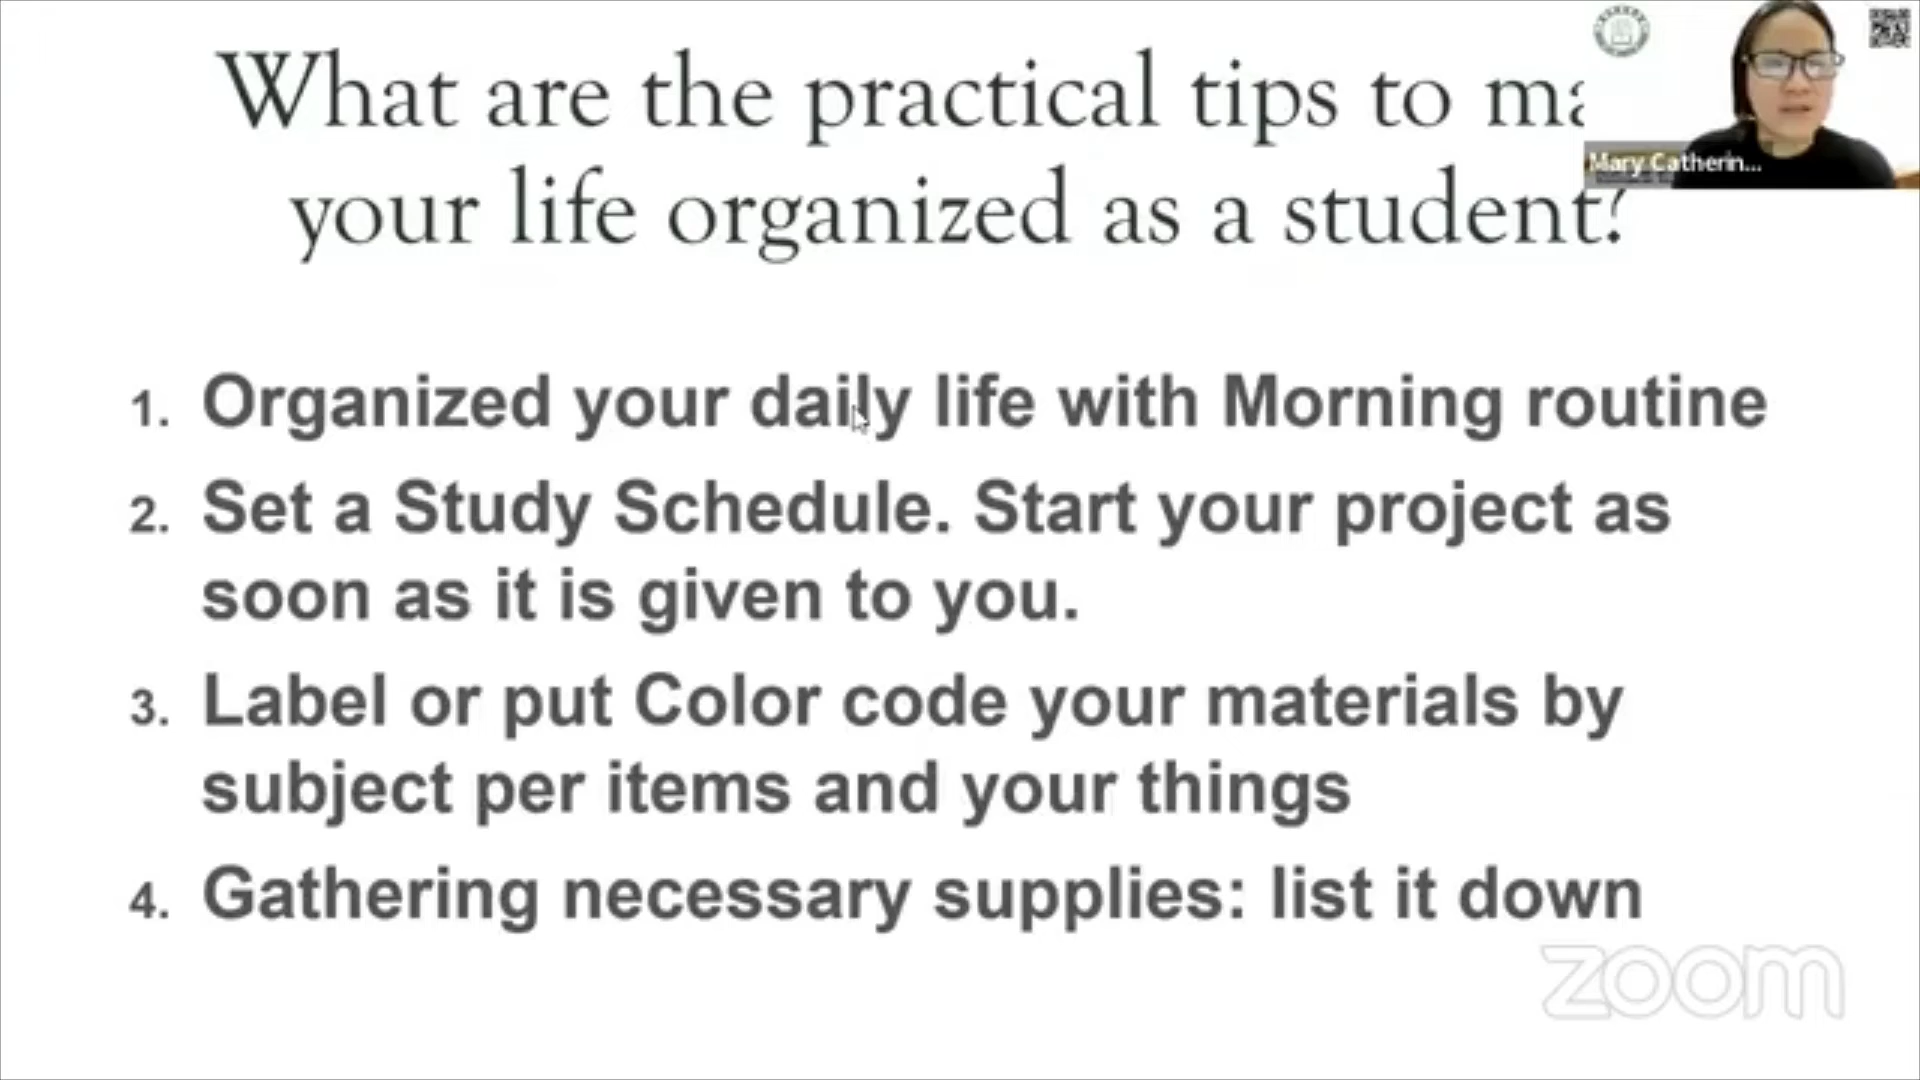 What are the practical tips to ma
your life organized as a student?
Mary Catherin...
1. Organized your daily life with Morning routine
2. Set a Study Schedule. Start your project as
soon as it is given to you.
3. Label or put Color code your materials by
subject per items and your things
4. Gathering necessary supplies: list it down
zoom